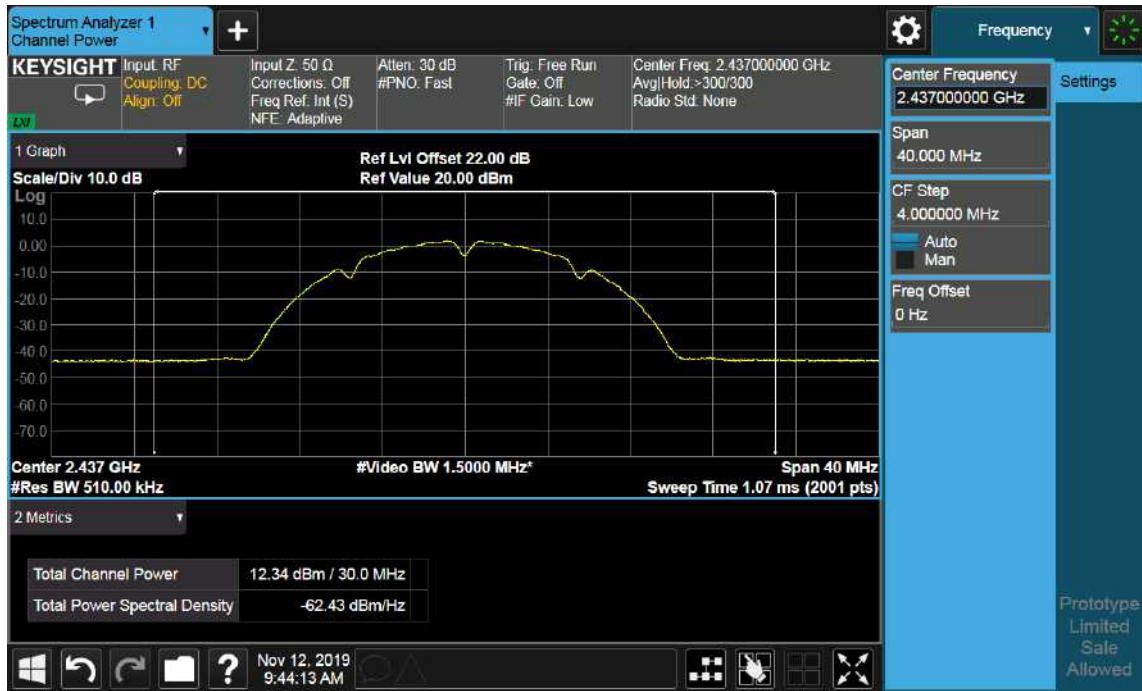 Spectrum Analyzer 1
Channel Power
Frequency
KEYSIGHT
Input: RF
Coupling: DC
Align: Off
Input Z: 50 Ω
Corrections: Off
Freq Ref: Int (S)
NFE: Adaptive
Atten: 30 dB
#PNO: Fast
Trig: Free Run
Gate: Off
#IF Gain: Low
Center Freq: 2.437000000 GHz
Avg|Hold:>300/300
Radio Std: None
LXI
Center Frequency
2.437000000 GHz
Settings
Span
40.000 MHz
CF Step
4.000000 MHz
Auto
Man
Freq Offset
0 Hz
1 Graph
Scale/Div 10.0 dB
Ref Lvl Offset 22.00 dB
Ref Value 20.00 dBm
Log
10.0
0.00
-10.0
-20.0
-30.0
-40.0
-50.0
-60.0
-70.0
Center 2.437 GHz
#Video BW 1.5000 MHz*
Span 40 MHz
#Res BW 510.00 kHz
Sweep Time 1.07 ms (2001 pts)
2 Metrics
Total Channel Power
12.34 dBm / 30.0 MHz
Total Power Spectral Density
-62.43 dBm/Hz
Prototype
Limited
Sale
Allowed
?
Nov 12, 2019
9:44:13 AM